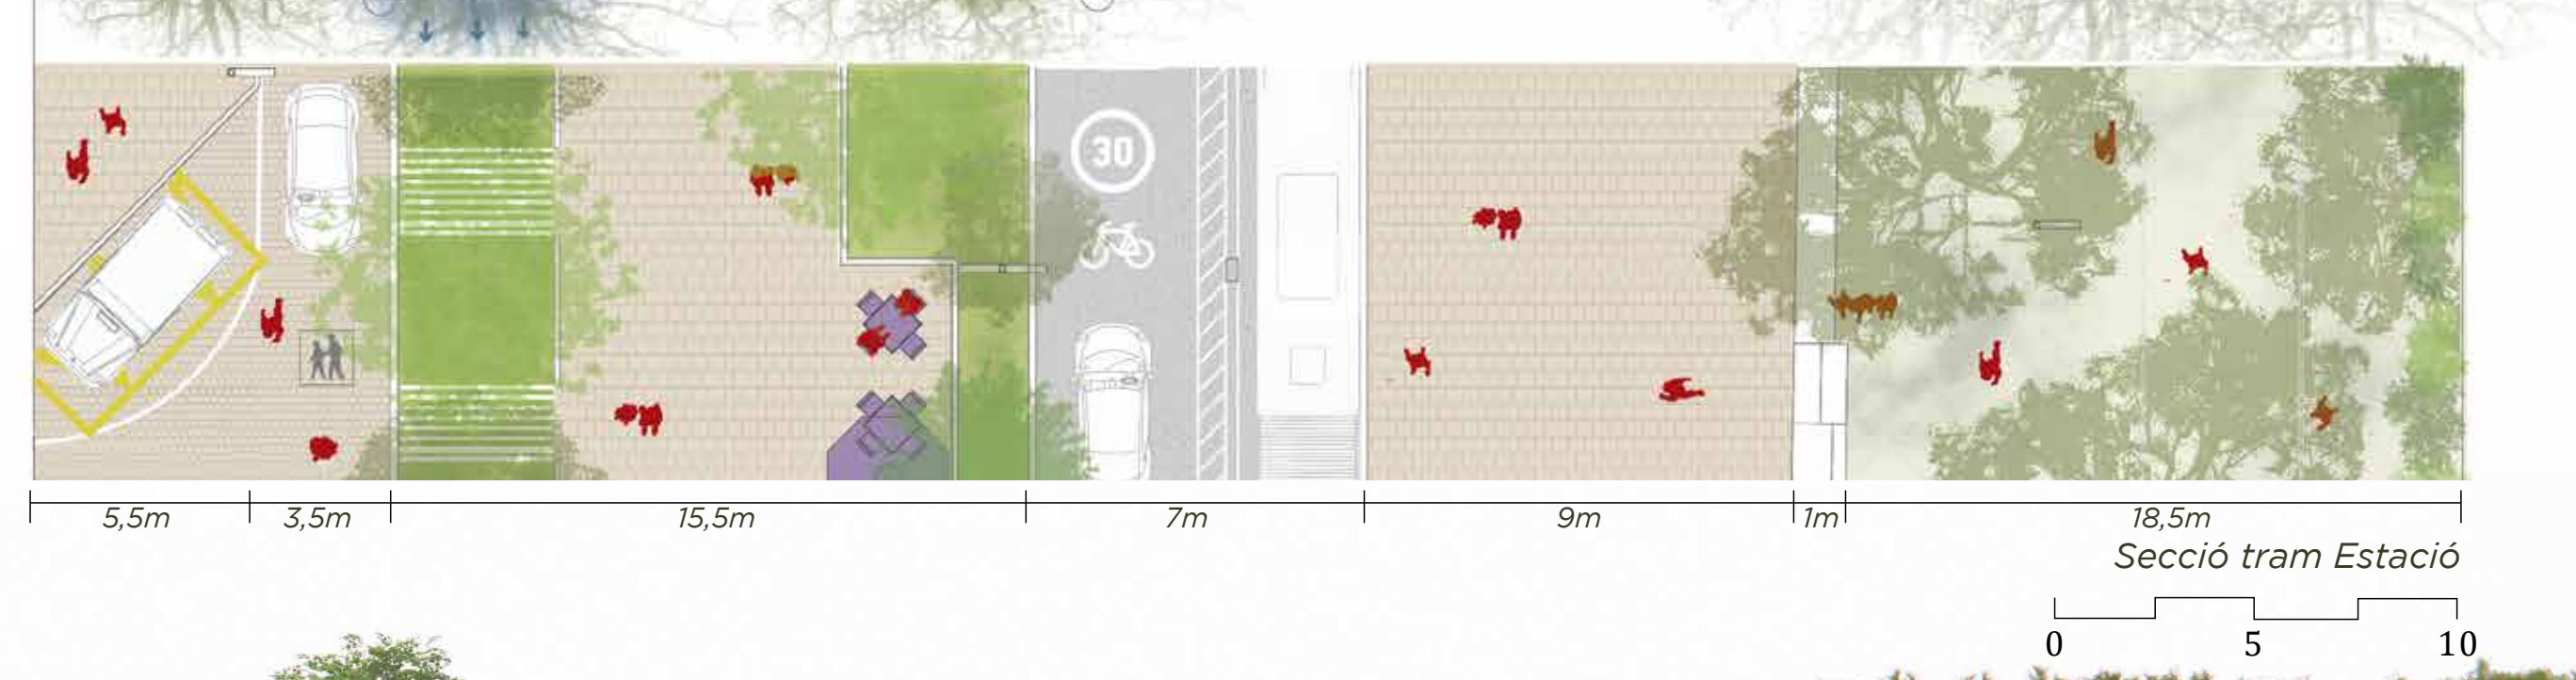 30
5,5m 3,5m 15,5m 7m 9m 1m 18,5m
Secció tram Estació
0 5 10